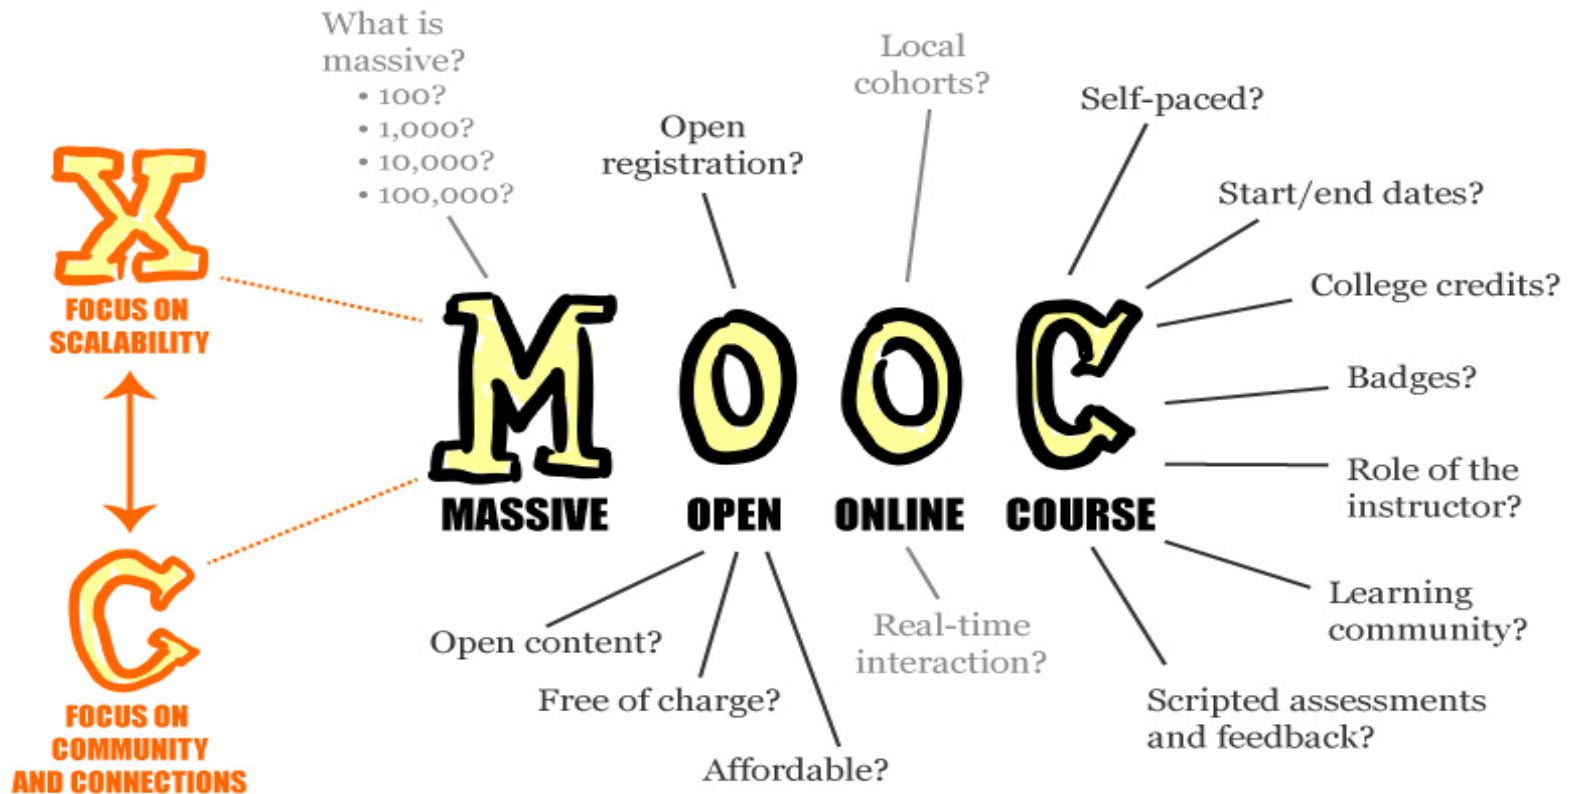 What is
massive?
• 100?
• 1,000?
• 10,000?
• 100,000?
Open
registration?
Local
cohorts?
Self-paced?
Start/end dates?
College credits?
Badges?
Role of the
instructor?
Learning
community?
Scripted assessments
and feedback?
X
FOCUS ON
SCALABILITY
C
FOCUS ON
COMMUNITY
AND CONNECTIONS
MOOC
MASSIVE OPEN ONLINE COURSE
Open content?
Free of charge?
Affordable?
Real-time
interaction?